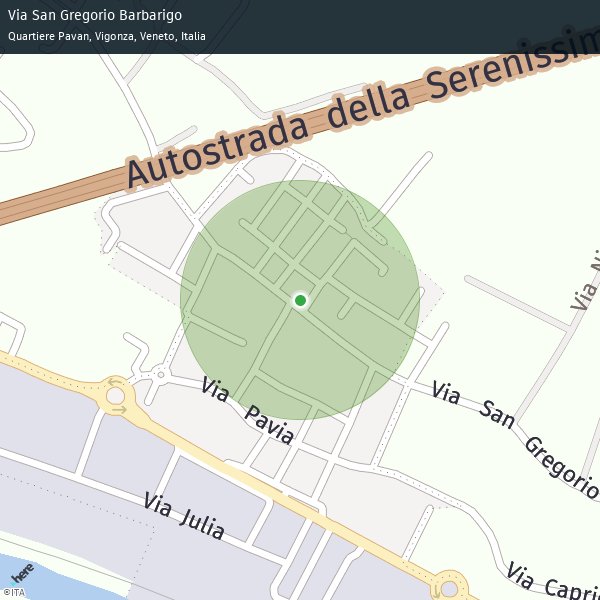 Via San Gregorio Barbarigo
Quartiere Pavan, Vigonza, Veneto, Italia
Autostrada della Serenissim
Via Ni
Via Pavia
Via San Gregorio
Via Julia
Via Capri
here
©ITA